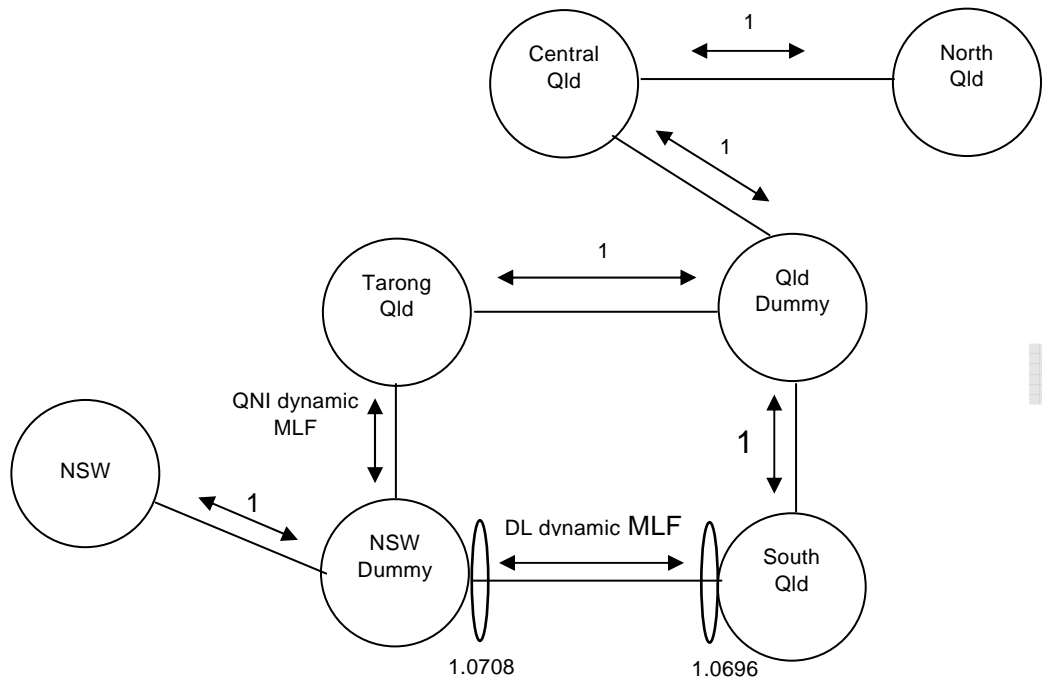 1
Central
Qld
North
Qld
1
1
Tarong
Qld
Qld
Dummy
QNI dynamic
MLF
1
NSW
1
NSW
Dummy
DL dynamic MLF
South
Qld
1.0708
1.0696